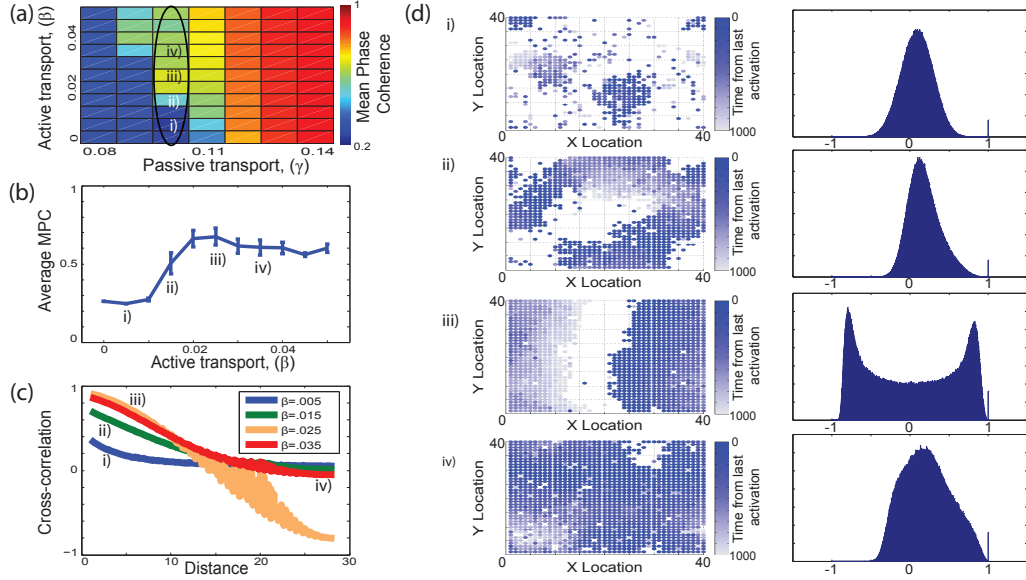 (a)
Active transport, (β)
0.04
0.02
0
iv)
iii)
ii)
i)
0.08
0.11
0.14
Passive transport, (γ)
1
0.2
Mean Phase
Coherence
(b)
Average MPC
1
0.5
0
i)
ii)
iii)
iv)
0
0.02
0.04
Active transport, (β)
(c)
Cross-correlation
1
0
−1
iii)
ii)
i)
iv)
β=.005
β=.015
β=.025
β=.035
0
10
20
30
Distance
(d)
i)
Y Location
40
0
40
X Location
0
1000
Time from last
activation
-1
0
1
ii)
Y Location
40
0
40
X Location
0
1000
Time from last
activation
-1
0
1
iii)
Y Location
40
0
40
X Location
0
1000
Time from last
activation
-1
0
1
iv)
Y Location
40
0
40
X Location
0
1000
Time from last
activation
-1
0
1